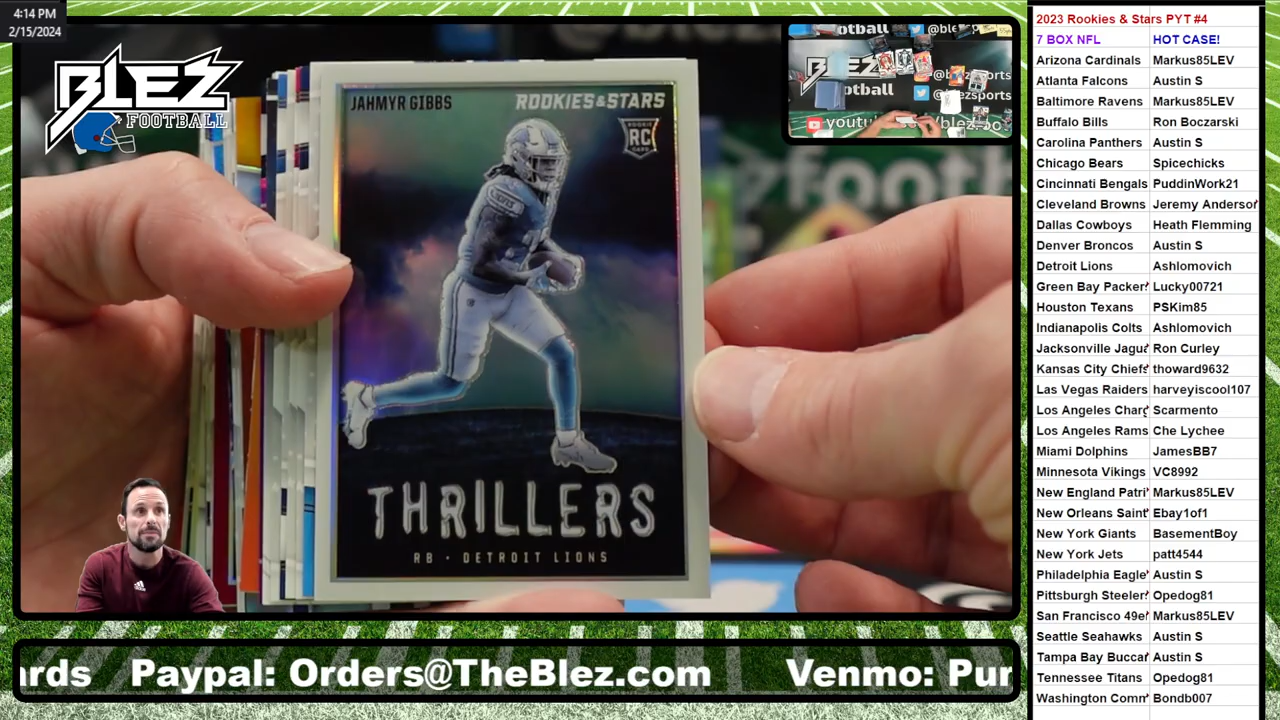 4:14 PM
2/15/2024
BLEZ
FOOTBALL
JAHMYR GIBBS
ROOKIES & STARS
ROOKIE
RC
THRILLERS
RB • DETROIT LIONS
football
@blezsports
youtu
foot
rds Paypal: Orders@TheBlez.com Venmo: Pur
2023 Rookies & Stars PYT #4
7 BOX NFL HOT CASE!
Arizona Cardinals Markus85LEV
Atlanta Falcons Austin S
Baltimore Ravens Markus85LEV
Buffalo Bills Ron Boczarski
Carolina Panthers Austin S
Chicago Bears Spicechicks
Cincinnati Bengals PuddinWork21
Cleveland Browns Jeremy Anderson
Dallas Cowboys Heath Flemming
Denver Broncos Austin S
Detroit Lions Ashlomovich
Green Bay Packer Lucky00721
Houston Texans PSKim85
Indianapolis Colts Ashlomovich
Jacksonville Jagu Ron Curley
Kansas City Chiefs thoward9632
Las Vegas Raiders harveyiscool107
Los Angeles Charg Scarmento
Los Angeles Rams Che Lychee
Miami Dolphins JamesBB7
Minnesota Vikings VC8992
New England Patri Markus85LEV
New Orleans Saint Ebay1of1
New York Giants BasementBoy
New York Jets patt4544
Philadelphia Eagle Austin S
Pittsburgh Steeler Opedog81
San Francisco 49e Markus85LEV
Seattle Seahawks Austin S
Tampa Bay Buccar Austin S
Tennessee Titans Opedog81
Washington Comm Bondb007